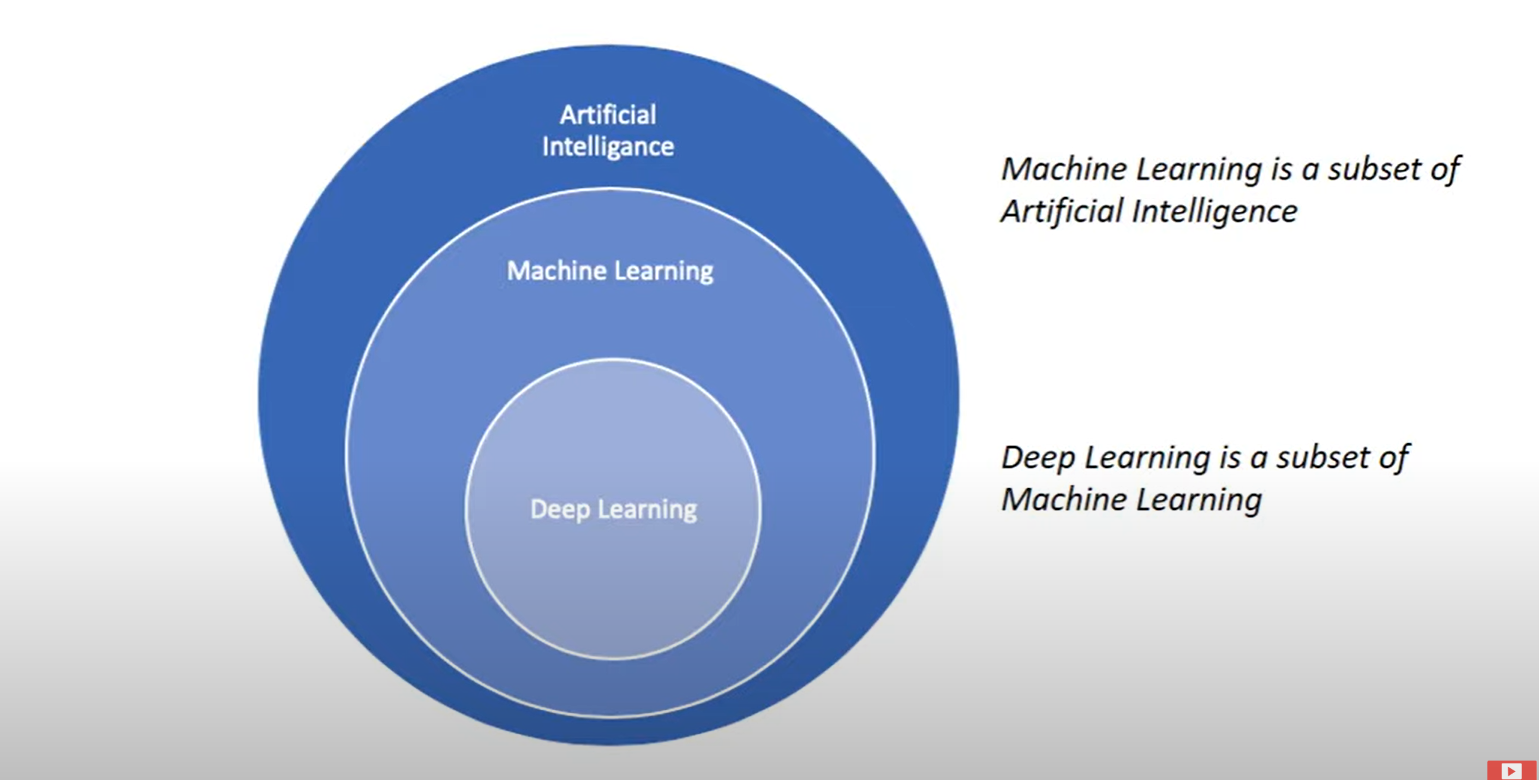 Artificial
Intelligance
Machine Learning
Deep Learning
Machine Learning is a subset of
Artificial Intelligence
Deep Learning is a subset of
Machine Learning